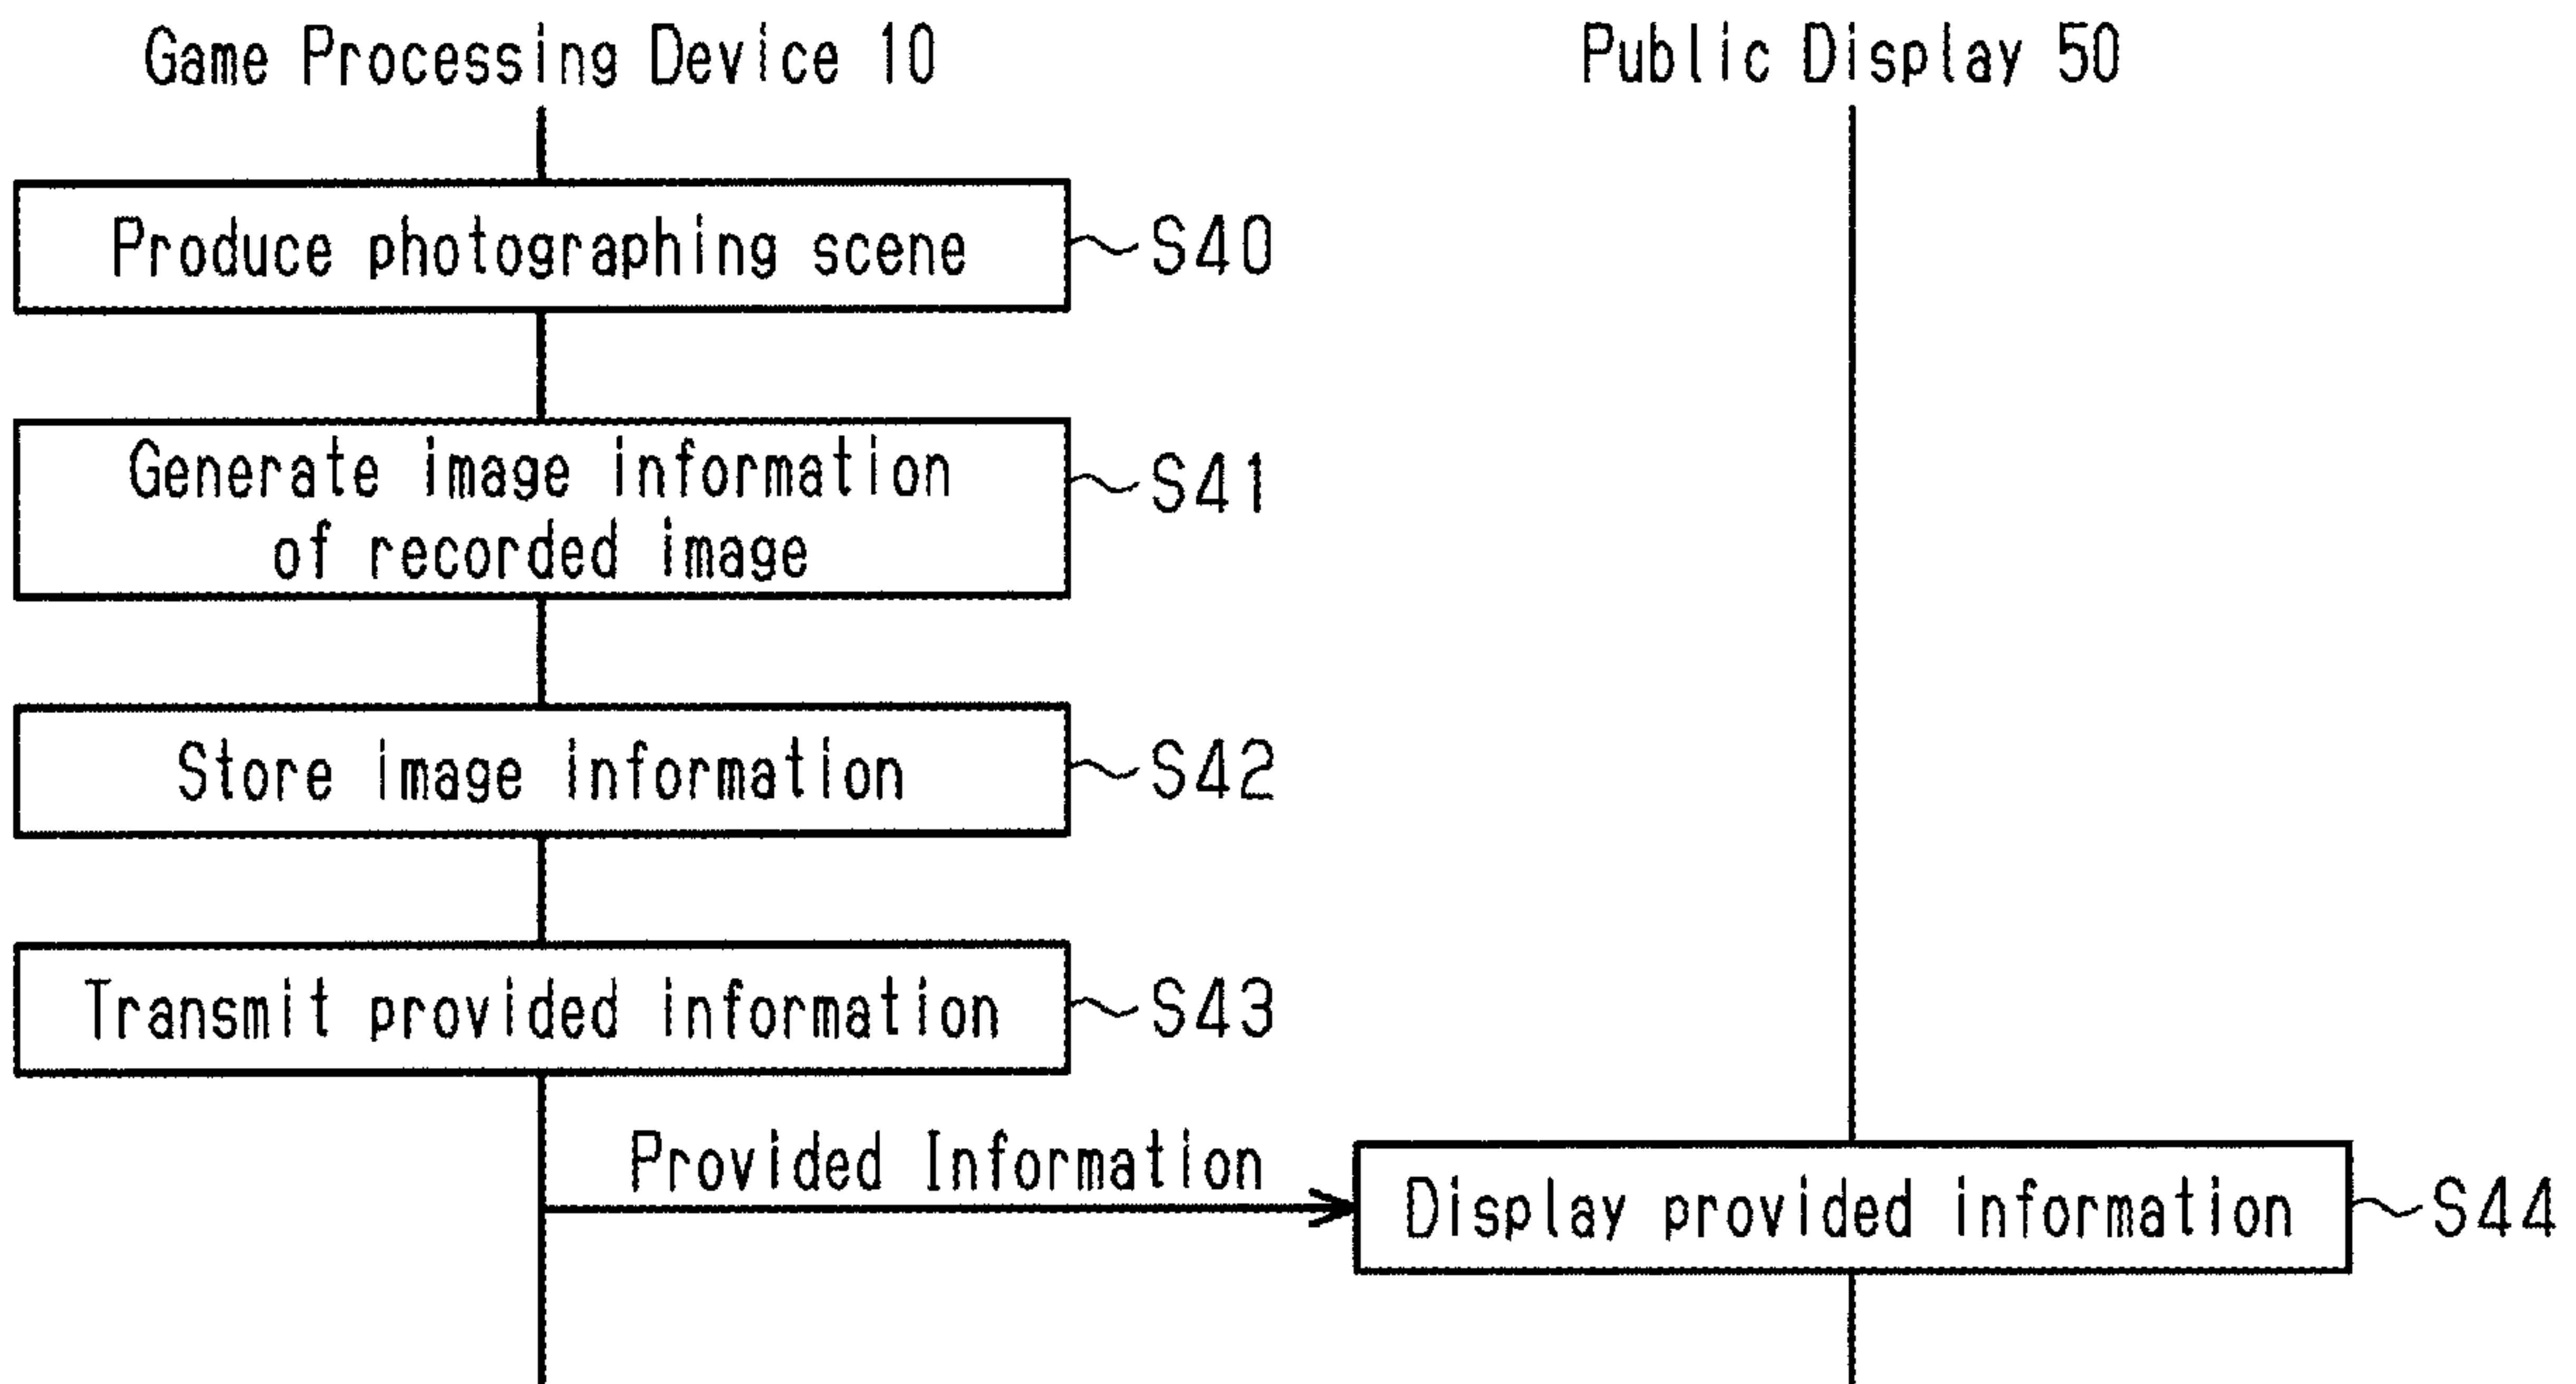 Game Processing Device 10
Public Display 50
Produce photographing scene
S40
Generate image information
of recorded image
S41
Store image information
S42
Transmit provided information
S43
Provided Information
Display provided information
S44